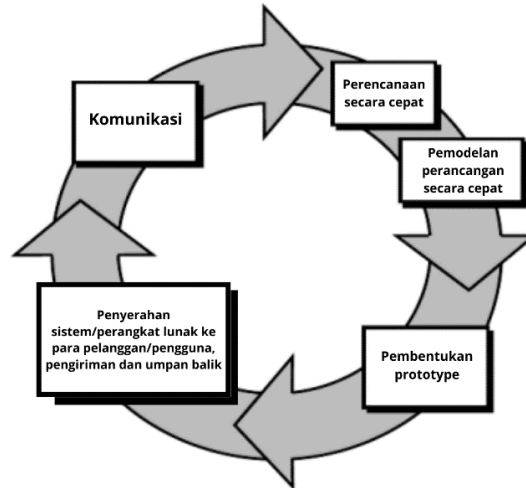 Komunikasi
Perencanaan
secara cepat
Pemodelan
perancangan
secara cepat
Pembentukan
prototype
Penyerahan
sistem/perangkat lunak ke
para pelanggan/pengguna,
pengiriman dan umpan balik